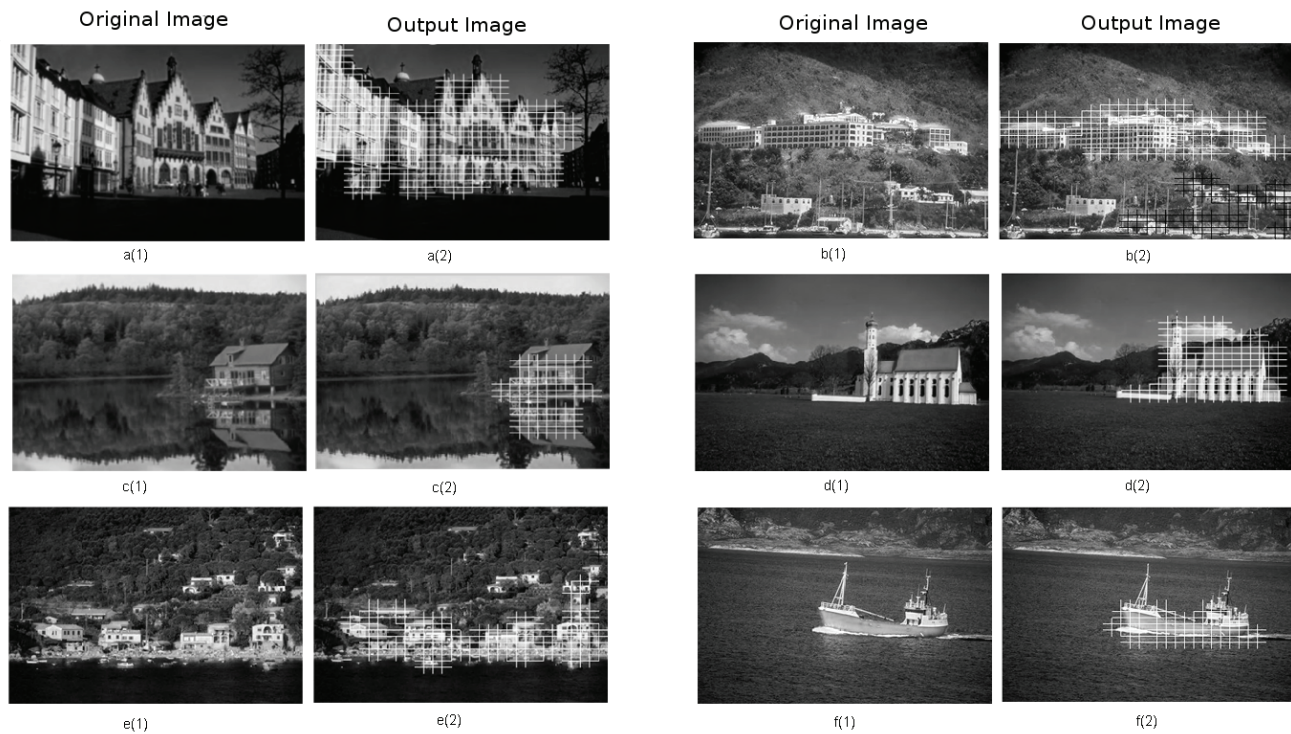 Original Image
Output Image
Original Image
Output Image
a(1)
a(2)
b(1)
b(2)
c(1)
c(2)
d(1)
d(2)
e(1)
e(2)
f(1)
f(2)